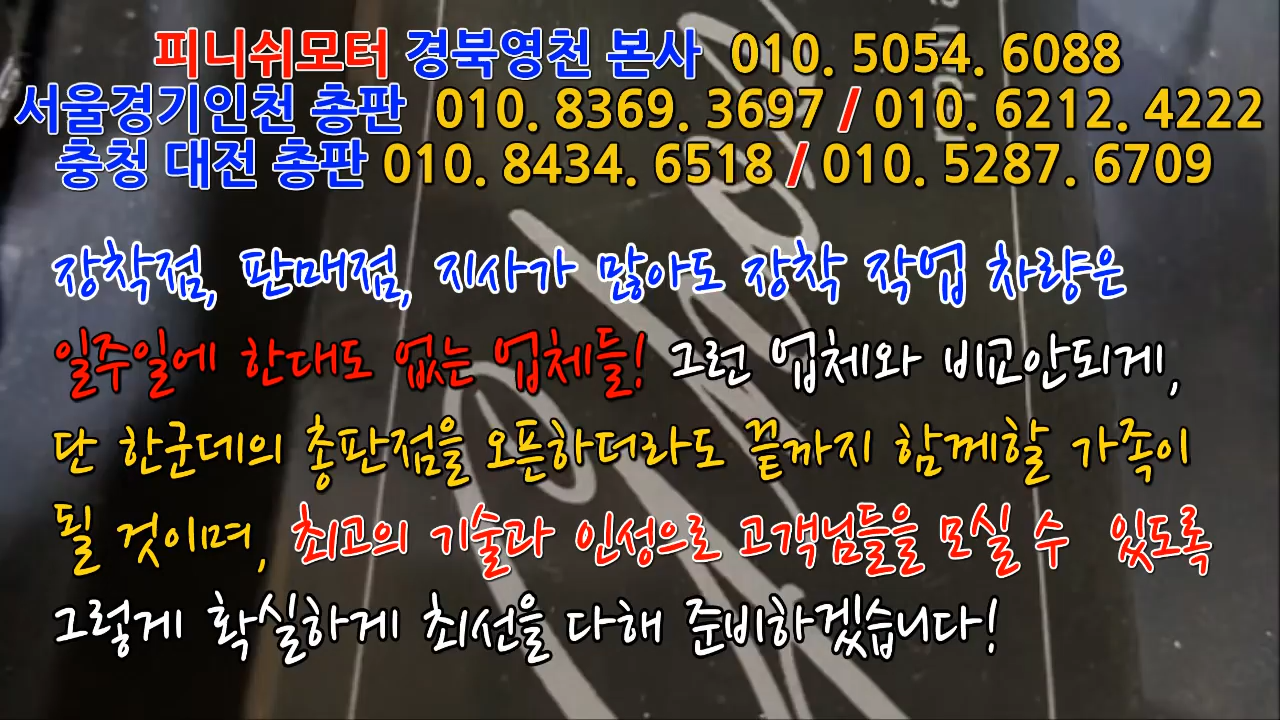 피니쉬모터 경북영천 본사 010. 5054. 6088
서울경기인천 총판 010. 8369. 3697 / 010. 6212. 4222
충청 대전 총판 010. 8434. 6518 / 010. 5287. 6709
장착점, 판매점, 지사가 많아도 장착 작업 차량은
일주일에 한대도 없는 업체들! 그런 업체와 비교안되게,
단 한군데의 총판점을 오픈하더라도 끝까지 함께할 가족이
될 것이며, 최고의 기술과 인성으로 고객님들을 모실 수 있도록
그렇게 확실하게 최선을 다해 준비하겠습니다!